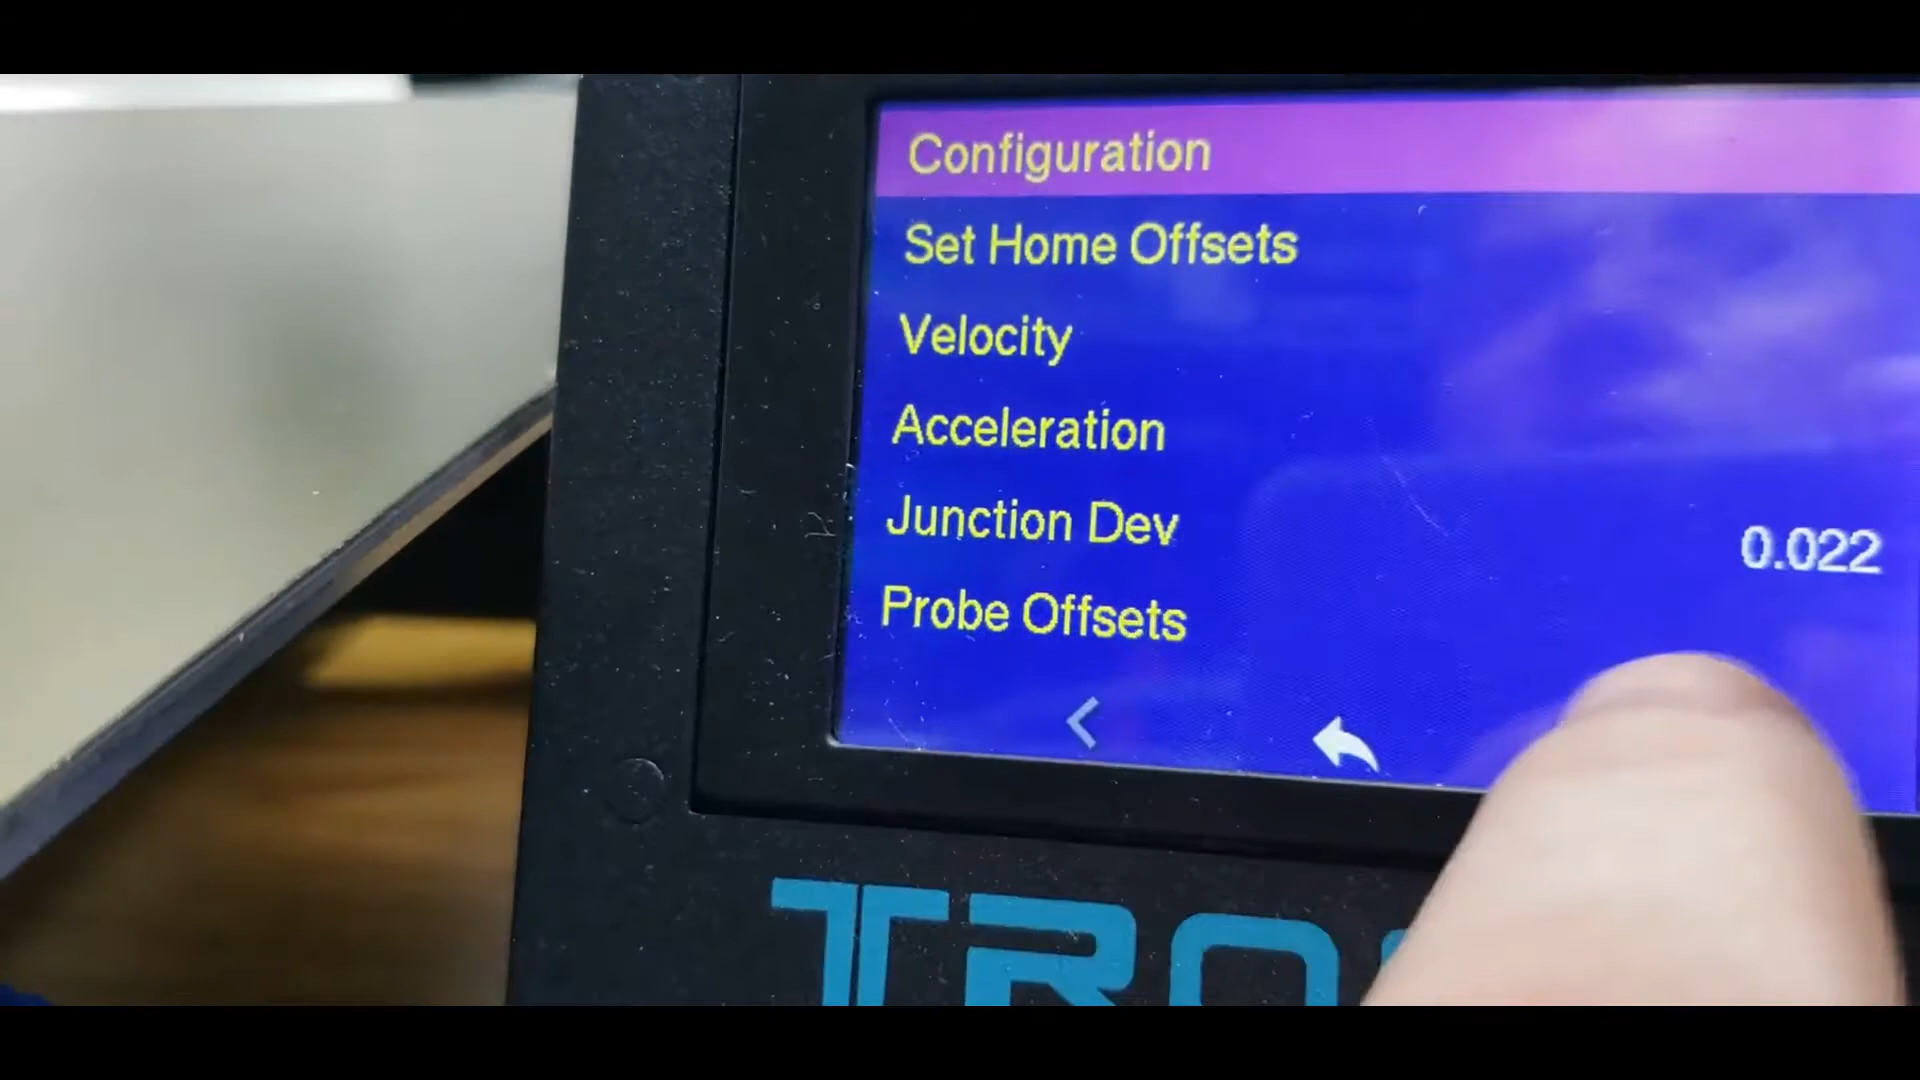 Configuration
Set Home Offsets
Velocity
Acceleration
Junction Dev 0.022
Probe Offsets